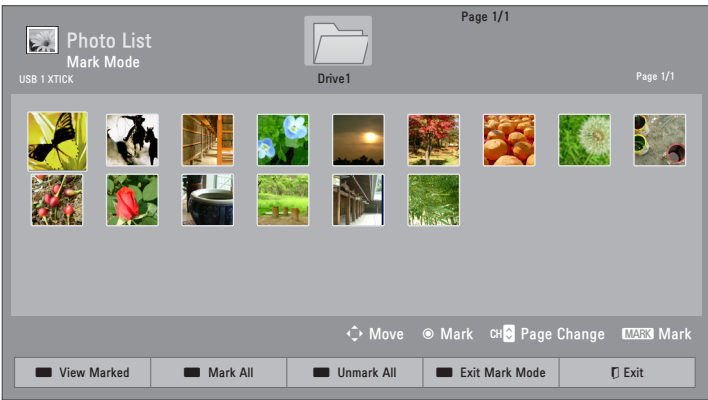 Page 1/1
Photo List
Mark Mode
USB 1 XTICK
Drive1
Page 1/1
Move
Mark
CH Page Change
MARK Mark
View Marked
Mark All
Unmark All
Exit Mark Mode
Exit